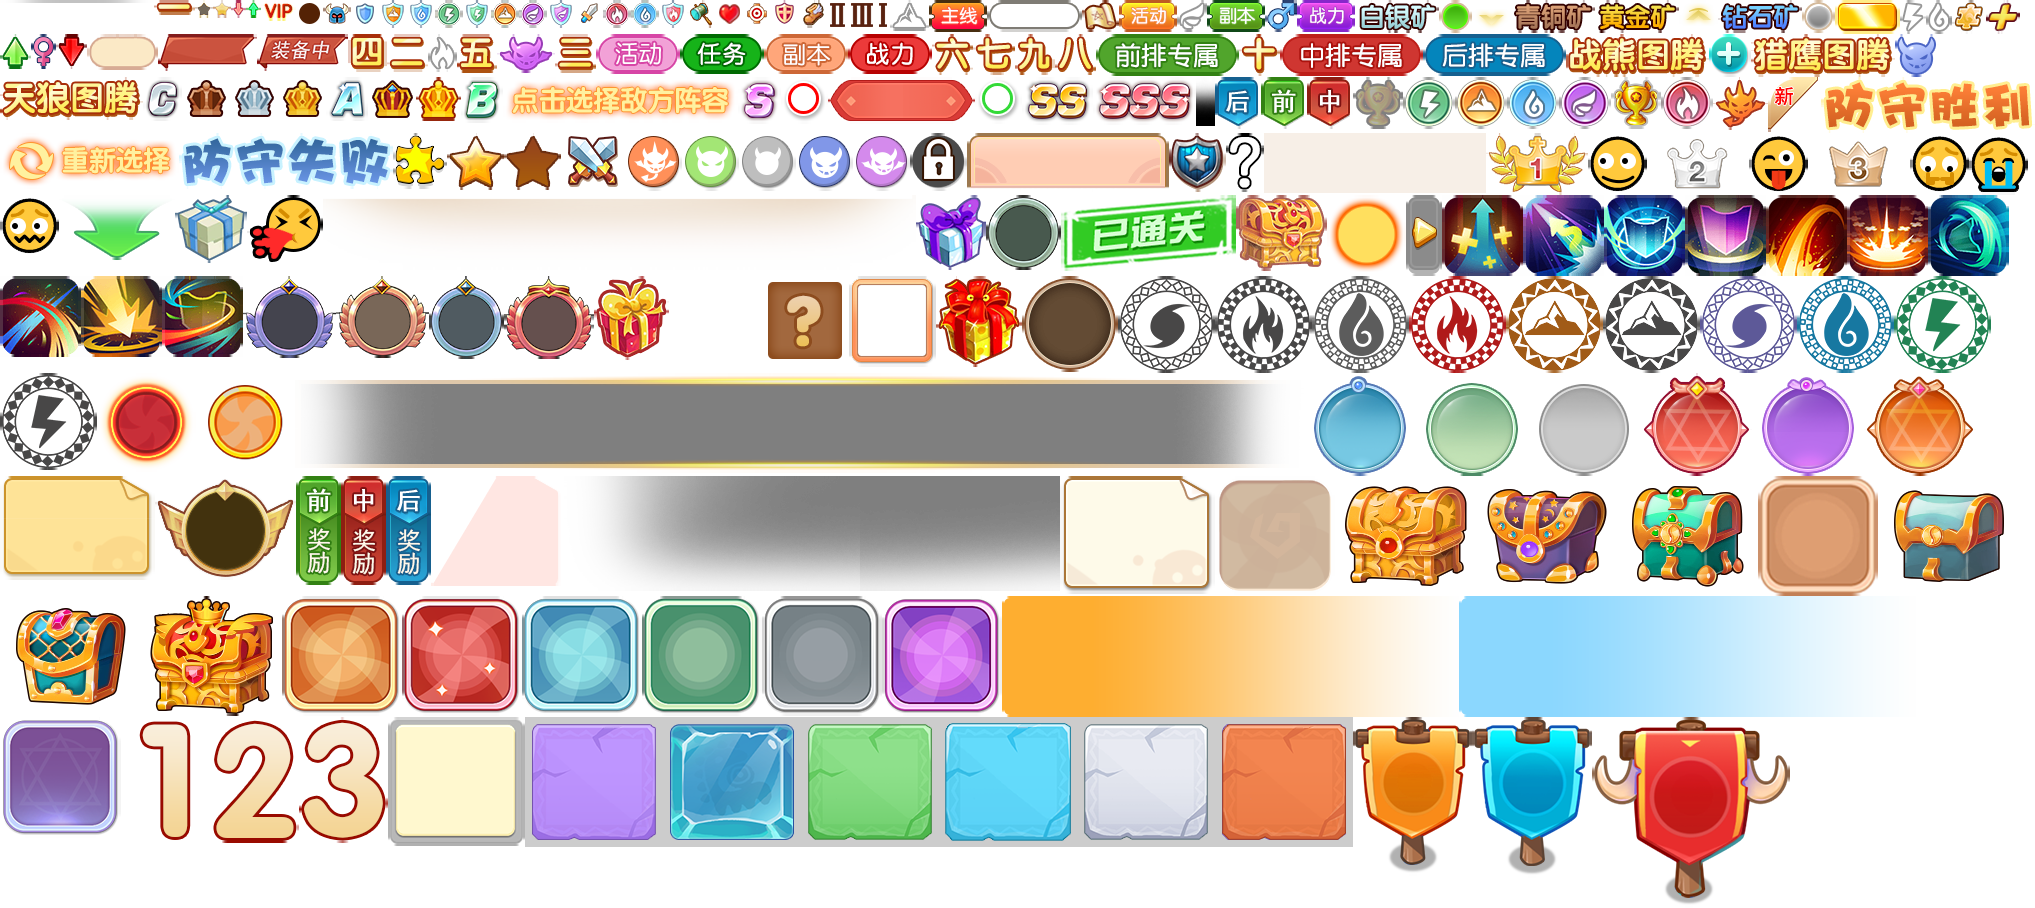 VIP II III I 主线 活动 副本 战力 白银矿 青铜矿 黄金矿 钻石矿
装备中 四 二 五 三 活动 任务 副本 战力 六 七 九 八 前排专属 十 中排专属 后排专属 战熊图腾 猎鹰图腾
天狼图腾 C A B 点击选择敌方阵容 S SS SSS 后 前 中 新 防守胜利
重新选择 防守失败 ? 1 2 3
已通关
?
前奖励 中奖励 后奖励
1 2 3